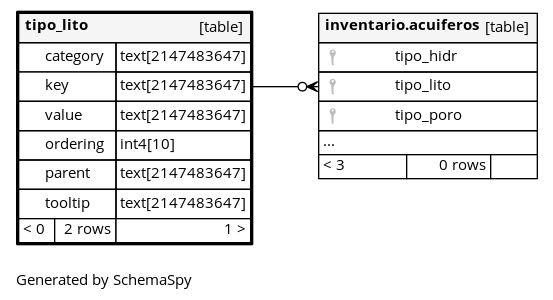 tipo_lito [table]
category text[2147483647]
key text[2147483647]
value text[2147483647]
ordering int4[10]
parent text[2147483647]
tooltip text[2147483647]
< 0 2 rows 1 >
inventario.acuiferos [table]
tipo_hidr
tipo_lito
tipo_poro
...
< 3 0 rows
Generated by SchemaSpy